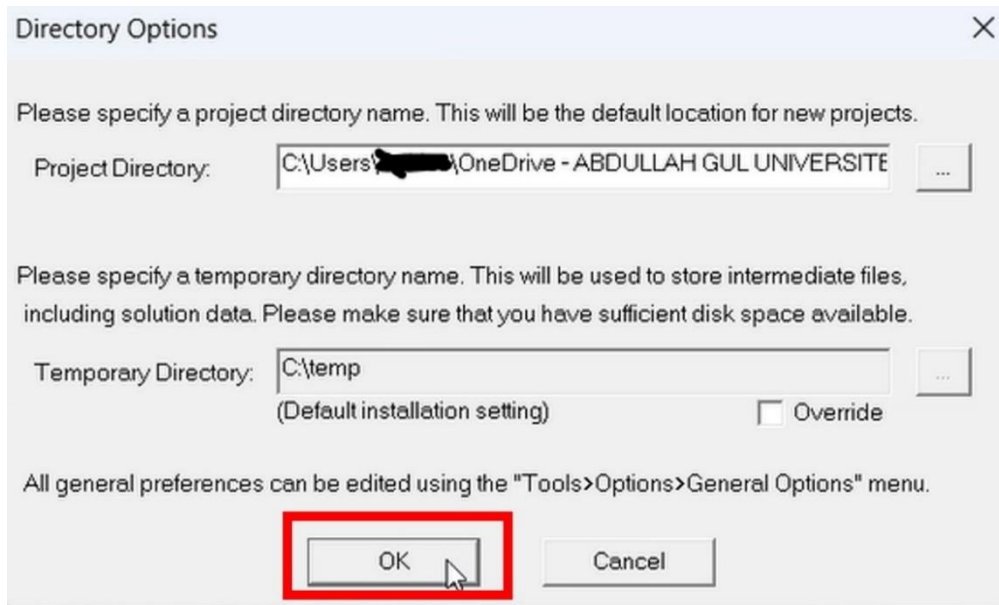 Directory Options
Please specify a project directory name. This will be the default location for new projects.
Project Directory: C:\Users\ \OneDrive - ABDULLAH GUL UNIVERSITE ...
Please specify a temporary directory name. This will be used to store intermediate files,
including solution data. Please make sure that you have sufficient disk space available.
Temporary Directory: C:\temp ...
(Default installation setting) Override
All general preferences can be edited using the "Tools>Options>General Options" menu.
OK Cancel